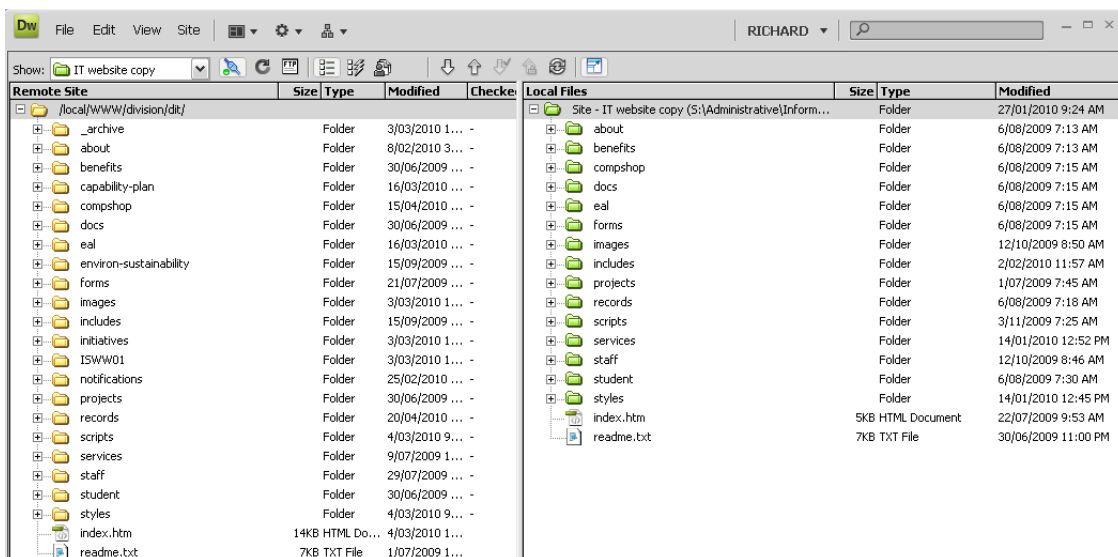 Dw File Edit View Site RICHARD
Show: IT website copy
Remote Site Size Type Modified Checke
/local/WWW/division/dit/
_archive Folder 3/03/2010 1... -
about Folder 8/02/2010 3... -
benefits Folder 30/06/2009 ... -
capability-plan Folder 16/03/2010 ... -
compshop Folder 15/04/2010 ... -
docs Folder 30/06/2009 ... -
eal Folder 16/03/2010 ... -
environ-sustainability Folder 15/09/2009 ... -
forms Folder 21/07/2009 ... -
images Folder 3/03/2010 1... -
includes Folder 15/09/2009 ... -
initiatives Folder 3/03/2010 1... -
ISWW01 Folder 3/03/2010 1... -
notifications Folder 25/02/2010 ... -
projects Folder 30/06/2009 ... -
records Folder 20/04/2010 ... -
scripts Folder 4/03/2010 9... -
services Folder 9/07/2009 1... -
staff Folder 29/07/2009 ... -
student Folder 30/06/2009 ... -
styles Folder 4/03/2010 9... -
index.htm 14KB HTML Do... 4/03/2010 1...
readme.txt 7KB TXT File 1/07/2009 1...
Local Files Size Type Modified
Site - IT website copy (S:\Administrative\Inform... Folder 27/01/2010 9:24 AM
about Folder 6/08/2009 7:13 AM
benefits Folder 6/08/2009 7:13 AM
compshop Folder 6/08/2009 7:15 AM
docs Folder 6/08/2009 7:15 AM
eal Folder 6/08/2009 7:15 AM
forms Folder 6/08/2009 7:15 AM
images Folder 12/10/2009 8:50 AM
includes Folder 2/02/2010 11:57 AM
projects Folder 1/07/2009 7:45 AM
records Folder 6/08/2009 7:18 AM
scripts Folder 3/11/2009 7:25 AM
services Folder 14/01/2010 12:52 PM
staff Folder 12/10/2009 8:46 AM
student Folder 6/08/2009 7:30 AM
styles Folder 14/01/2010 12:45 PM
index.htm 5KB HTML Document 22/07/2009 9:53 AM
readme.txt 7KB TXT File 30/06/2009 11:00 PM